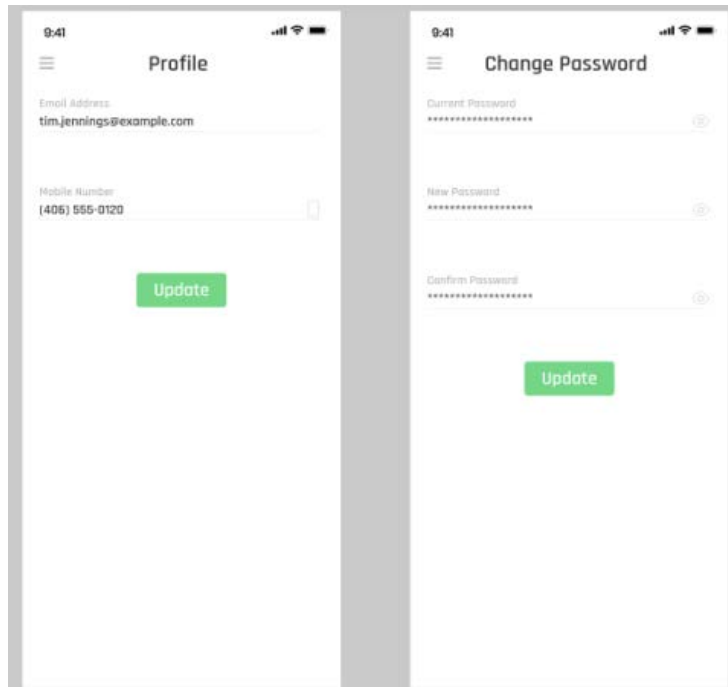 9:41
Profile
Email Address
tim.jennings@example.com
Mobile Number
(406) 555-0120
Update
9:41
Change Password
Current Password
*******************
New Password
*******************
Confirm Password
*******************
Update